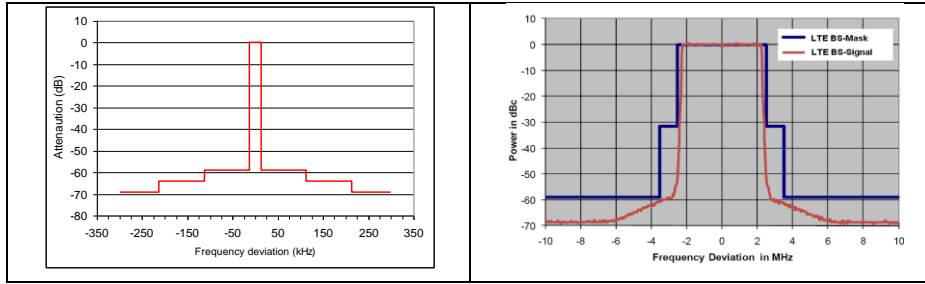 10
0
-10
-20
-30
-40
-50
-60
-70
-80
Attenaution (dB)
-350 -250 -150 -50 50 150 250 350
Frequency deviation (kHz)
10
0
-10
-20
-30
-40
-50
-60
-70
Power in dBc
LTE BS-Mask
LTE BS-Signal
-10 -8 -6 -4 -2 0 2 4 6 8 10
Frequency Deviation in MHz